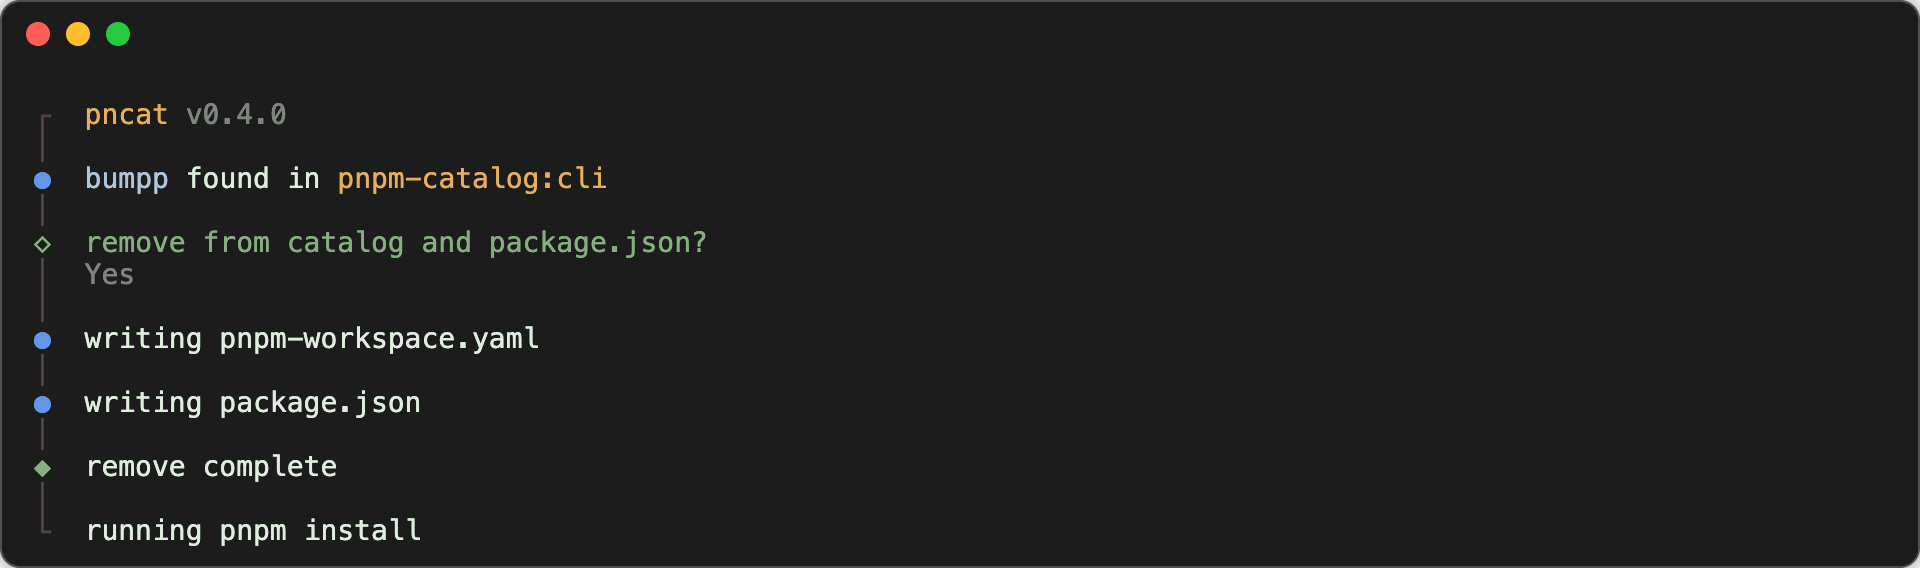 pncat v0.4.0
bumpp found in pnpm-catalog:cli
remove from catalog and package.json?
Yes
writing pnpm-workspace.yaml
writing package.json
remove complete
running pnpm install